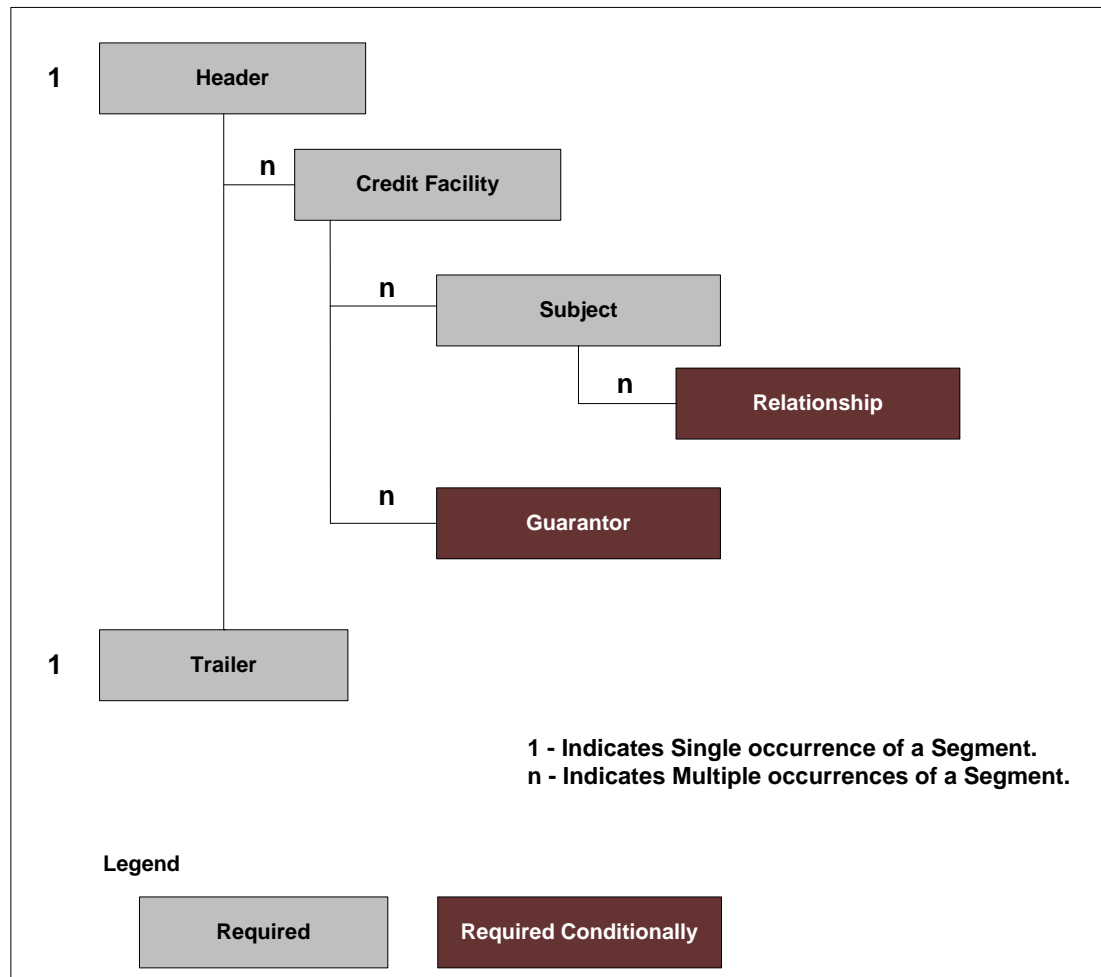 1
Header
n
Credit Facility
n
Subject
n
Relationship
n
Guarantor
1
Trailer
1 - Indicates Single occurrence of a Segment.
n - Indicates Multiple occurrences of a Segment.
Legend
Required
Required Conditionally